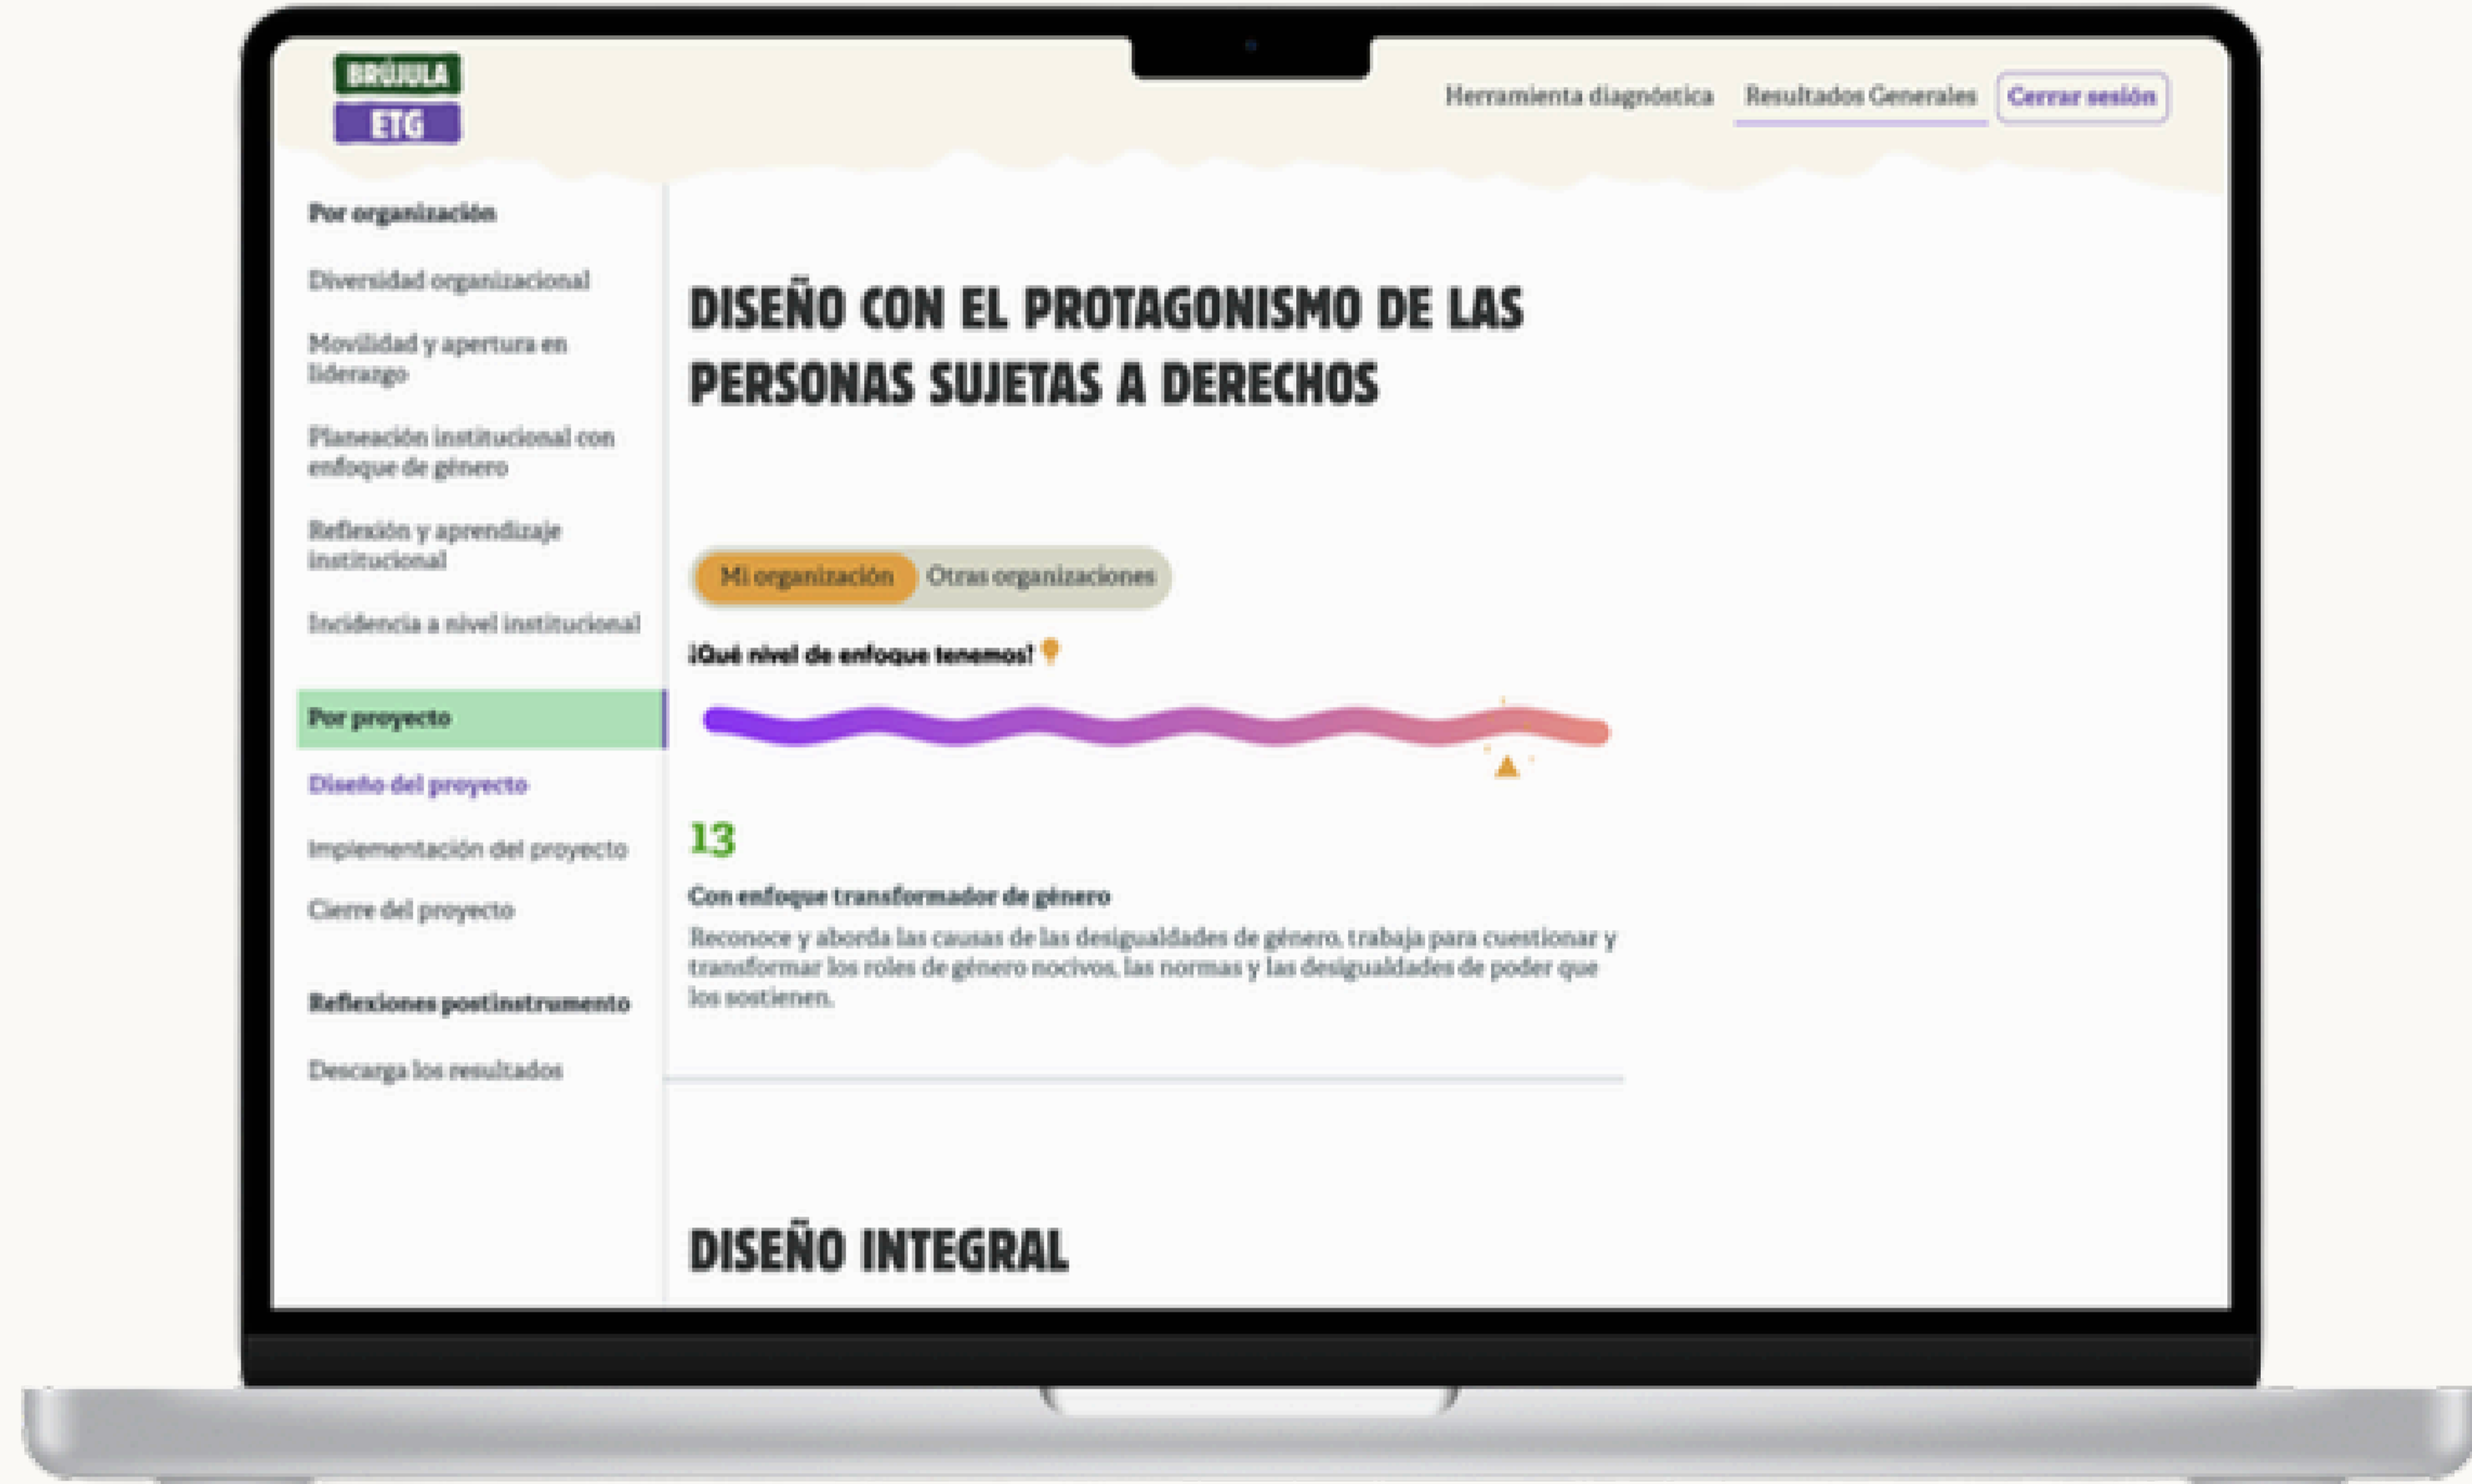 BRÚJULA
ETG
Herramienta diagnóstica
Resultados Generales
Cerrar sesión
Por organización
Diversidad organizacional
Movilidad y apertura en
liderazgo
Planeación institucional con
enfoque de género
Reflexión y aprendizaje
institucional
Incidencia a nivel institucional
Por proyecto
Diseño del proyecto
Implementación del proyecto
Cierre del proyecto
Reflexiones postinstrumento
Descarga los resultados
DISEÑO CON EL PROTAGONISMO DE LAS
PERSONAS SUJETAS A DERECHOS
Mi organización
Otras organizaciones
¡Qué nivel de enfoque tenemos!
13
Con enfoque transformador de género
Reconoce y aborda las causas de las desigualdades de género, trabaja para cuestionar y
transformar los roles de género nocivos, las normas y las desigualdades de poder que
los sostienen.
DISEÑO INTEGRAL